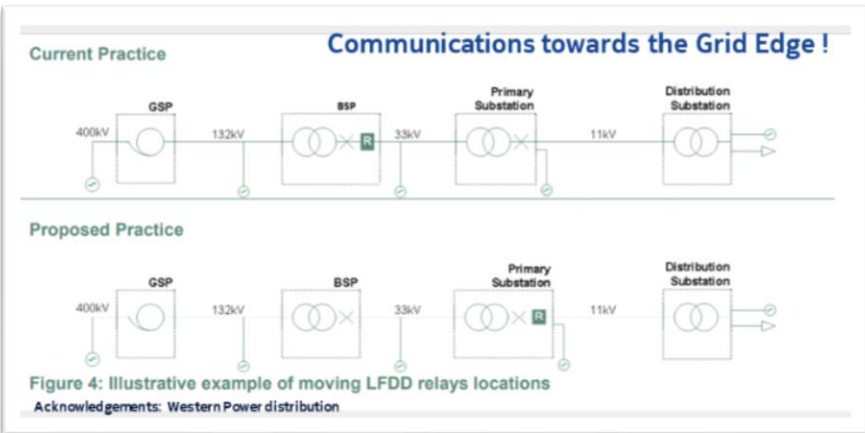 Communications towards the Grid Edge !
Current Practice
GSP
BSP
Primary
Substation
Distribution
Substation
400kV
132kV
R
33kV
11kV
Proposed Practice
GSP
BSP
Primary
Substation
Distribution
Substation
400kV
132kV
33kV
R
11kV
Figure 4: Illustrative example of moving LFDD relays locations
Acknowledgements: Western Power distribution